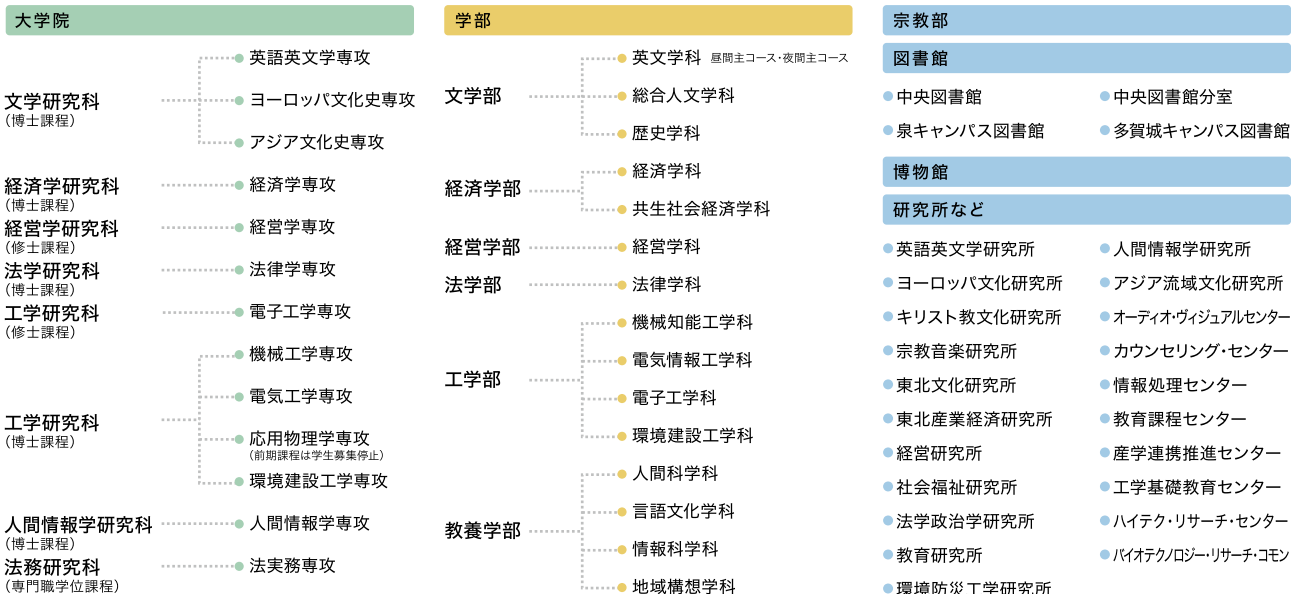 大学院
文学研究科
(博士課程)
英語英文学専攻
ヨーロッパ文化史専攻
アジア文化史専攻
経済学研究科
(博士課程)
経済学専攻
経営学研究科
(修士課程)
経営学専攻
法学研究科
(博士課程)
法律学専攻
工学研究科
(修士課程)
電子工学専攻
工学研究科
(博士課程)
機械工学専攻
電気工学専攻
応用物理学専攻
(前期課程は学生募集停止)
環境建設工学専攻
人間情報学研究科
(博士課程)
人間情報学専攻
法務研究科
(専門職学位課程)
法実務専攻
学部
文学部
英文学科 昼間主コース・夜間主コース
総合人文学科
歴史学科
経済学部
経済学科
共生社会経済学科
経営学部
経営学科
法学部
法律学科
工学部
機械知能工学科
電気情報工学科
電子工学科
環境建設工学科
教養学部
人間科学科
言語文化学科
情報科学科
地域構想学科
宗教部
図書館
中央図書館
中央図書館分室
泉キャンパス図書館
多賀城キャンパス図書館
博物館
研究所など
英語英文学研究所
人間情報学研究所
ヨーロッパ文化研究所
アジア流域文化研究所
キリスト教文化研究所
オーディオ・ヴィジュアルセンター
宗教音楽研究所
カウンセリング・センター
東北文化研究所
情報処理センター
東北産業経済研究所
教育課程センター
経営研究所
産学連携推進センター
社会福祉研究所
工学基礎教育センター
法学政治学研究所
ハイテク・リサーチ・センター
教育研究所
バイオテクノロジー・リサーチ・コモン
環境防災工学研究所